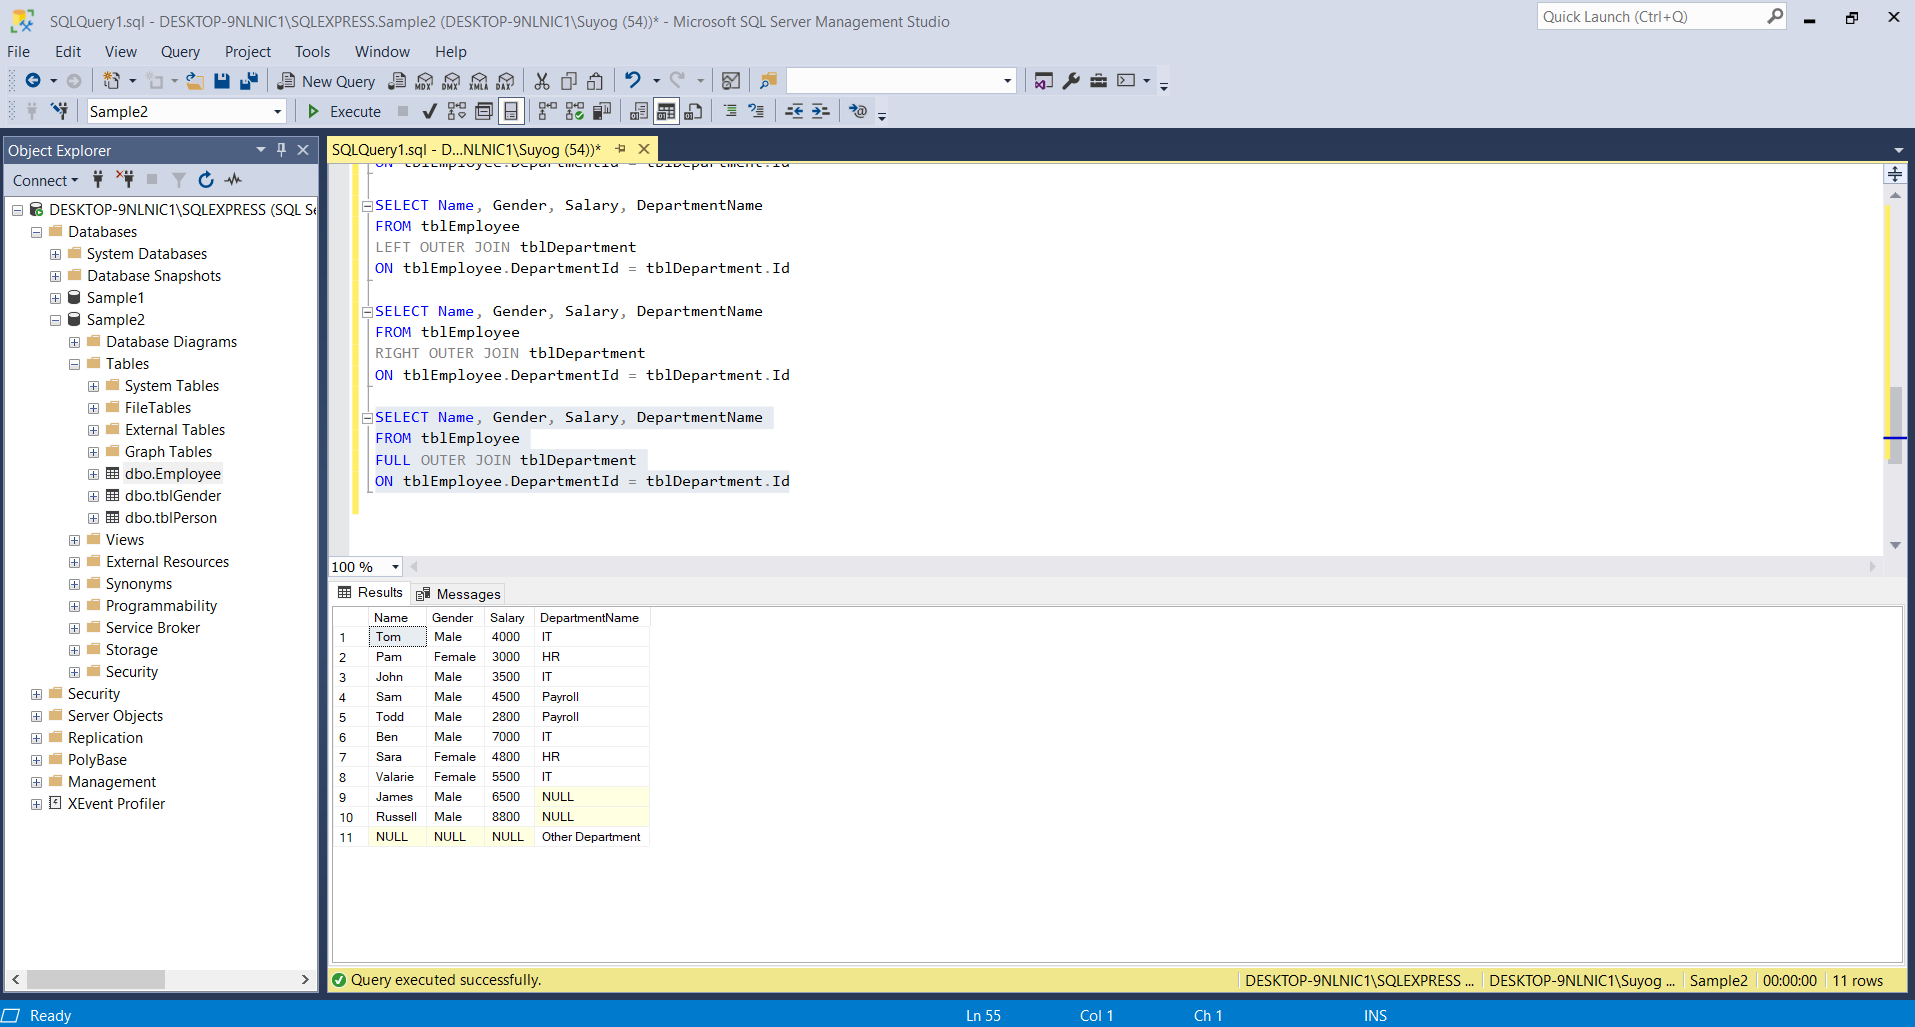 SQLQuery1.sql - DESKTOP-9NLNIC1\SQLEXPRESS.Sample2 (DESKTOP-9NLNIC1\Suyog (54))* - Microsoft SQL Server Management Studio
Quick Launch (Ctrl+Q)
File Edit View Query Project Tools Window Help
New Query MDX DMX XMLA DAX
Sample2 Execute
Object Explorer
Connect
DESKTOP-9NLNIC1\SQLEXPRESS (SQL Se
Databases
System Databases
Database Snapshots
Sample1
Sample2
Database Diagrams
Tables
System Tables
FileTables
External Tables
Graph Tables
dbo.Employee
dbo.tblGender
dbo.tblPerson
Views
External Resources
Synonyms
Programmability
Service Broker
Storage
Security
Security
Server Objects
Replication
PolyBase
Management
XEvent Profiler
SQLQuery1.sql - D...NLNIC1\Suyog (54))*
ON tblEmployee.DepartmentId = tblDepartment.Id
SELECT Name, Gender, Salary, DepartmentName
FROM tblEmployee
LEFT OUTER JOIN tblDepartment
ON tblEmployee.DepartmentId = tblDepartment.Id
SELECT Name, Gender, Salary, DepartmentName
FROM tblEmployee
RIGHT OUTER JOIN tblDepartment
ON tblEmployee.DepartmentId = tblDepartment.Id
SELECT Name, Gender, Salary, DepartmentName
FROM tblEmployee
FULL OUTER JOIN tblDepartment
ON tblEmployee.DepartmentId = tblDepartment.Id
100 %
Results Messages
Name Gender Salary DepartmentName
1 Tom Male 4000 IT
2 Pam Female 3000 HR
3 John Male 3500 IT
4 Sam Male 4500 Payroll
5 Todd Male 2800 Payroll
6 Ben Male 7000 IT
7 Sara Female 4800 HR
8 Valarie Female 5500 IT
9 James Male 6500 NULL
10 Russell Male 8800 NULL
11 NULL NULL NULL Other Department
Query executed successfully.
DESKTOP-9NLNIC1\SQLEXPRESS ... DESKTOP-9NLNIC1\Suyog ... Sample2 00:00:00 11 rows
Ready Ln 55 Col 1 Ch 1 INS